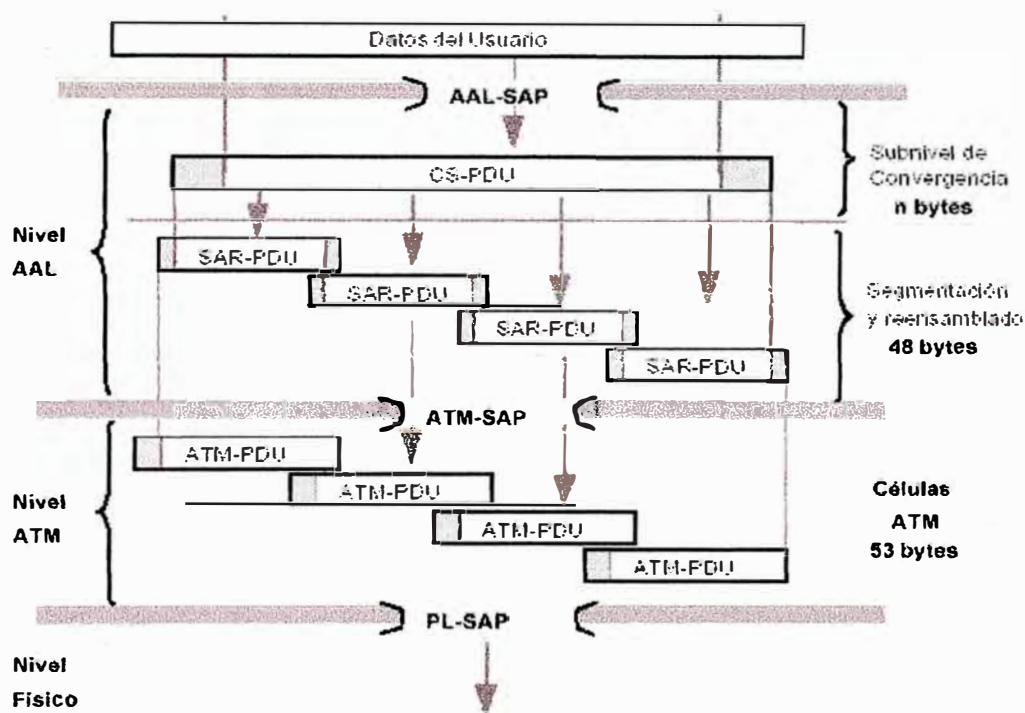 Datos del Usuario
AAL-SAP
CS-PDU
Subnivel de
Convergencia
n bytes
Nivel
AAL
SAR-PDU
SAR-PDU
SAR-PDU
SAR-PDU
Segmentación
y reensamblado
48 bytes
ATM-SAP
ATM-PDU
ATM-PDU
ATM-PDU
ATM-PDU
Nivel
ATM
Células
ATM
53 bytes
PL-SAP
Nivel
Físico